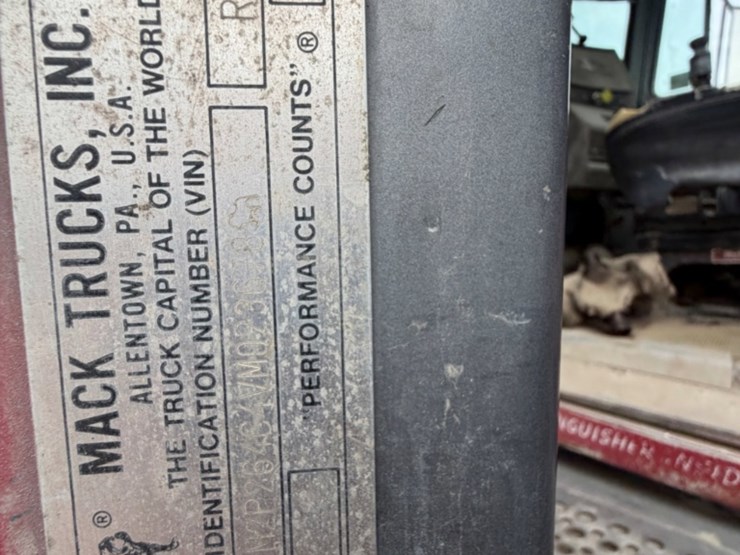 MACK TRUCKS, INC.
ALLENTOWN, PA., U.S.A.
THE TRUCK CAPITAL OF THE WORLD
IDENTIFICATION NUMBER (VIN)
R
"PERFORMANCE COUNTS" ®
®